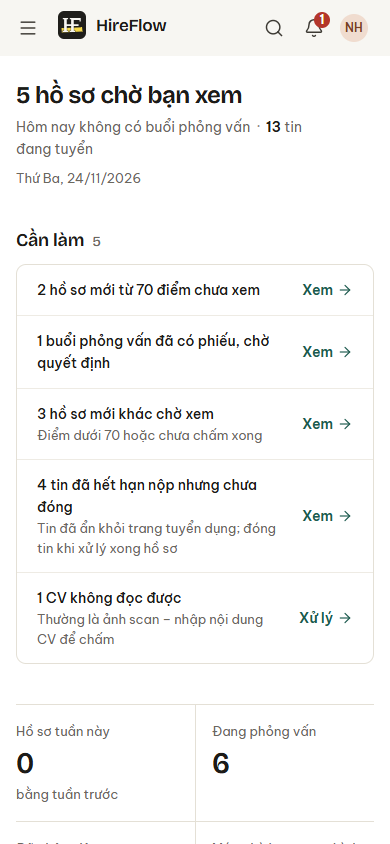 HF HireFlow 1 NH
5 hồ sơ chờ bạn xem
Hôm nay không có buổi phỏng vấn · 13 tin
đang tuyển
Thứ Ba, 24/11/2026
Cần làm 5
2 hồ sơ mới từ 70 điểm chưa xem Xem →
1 buổi phỏng vấn đã có phiếu, chờ
quyết định
Xem →
3 hồ sơ mới khác chờ xem
Điểm dưới 70 hoặc chưa chấm xong
Xem →
4 tin đã hết hạn nộp nhưng chưa
đóng
Tin đã ẩn khỏi trang tuyển dụng; đóng
tin khi xử lý xong hồ sơ
Xem →
1 CV không đọc được
Thường là ảnh scan – nhập nội dung
CV để chấm
Xử lý →
Hồ sơ tuần này
0
bằng tuần trước
Đang phỏng vấn
6